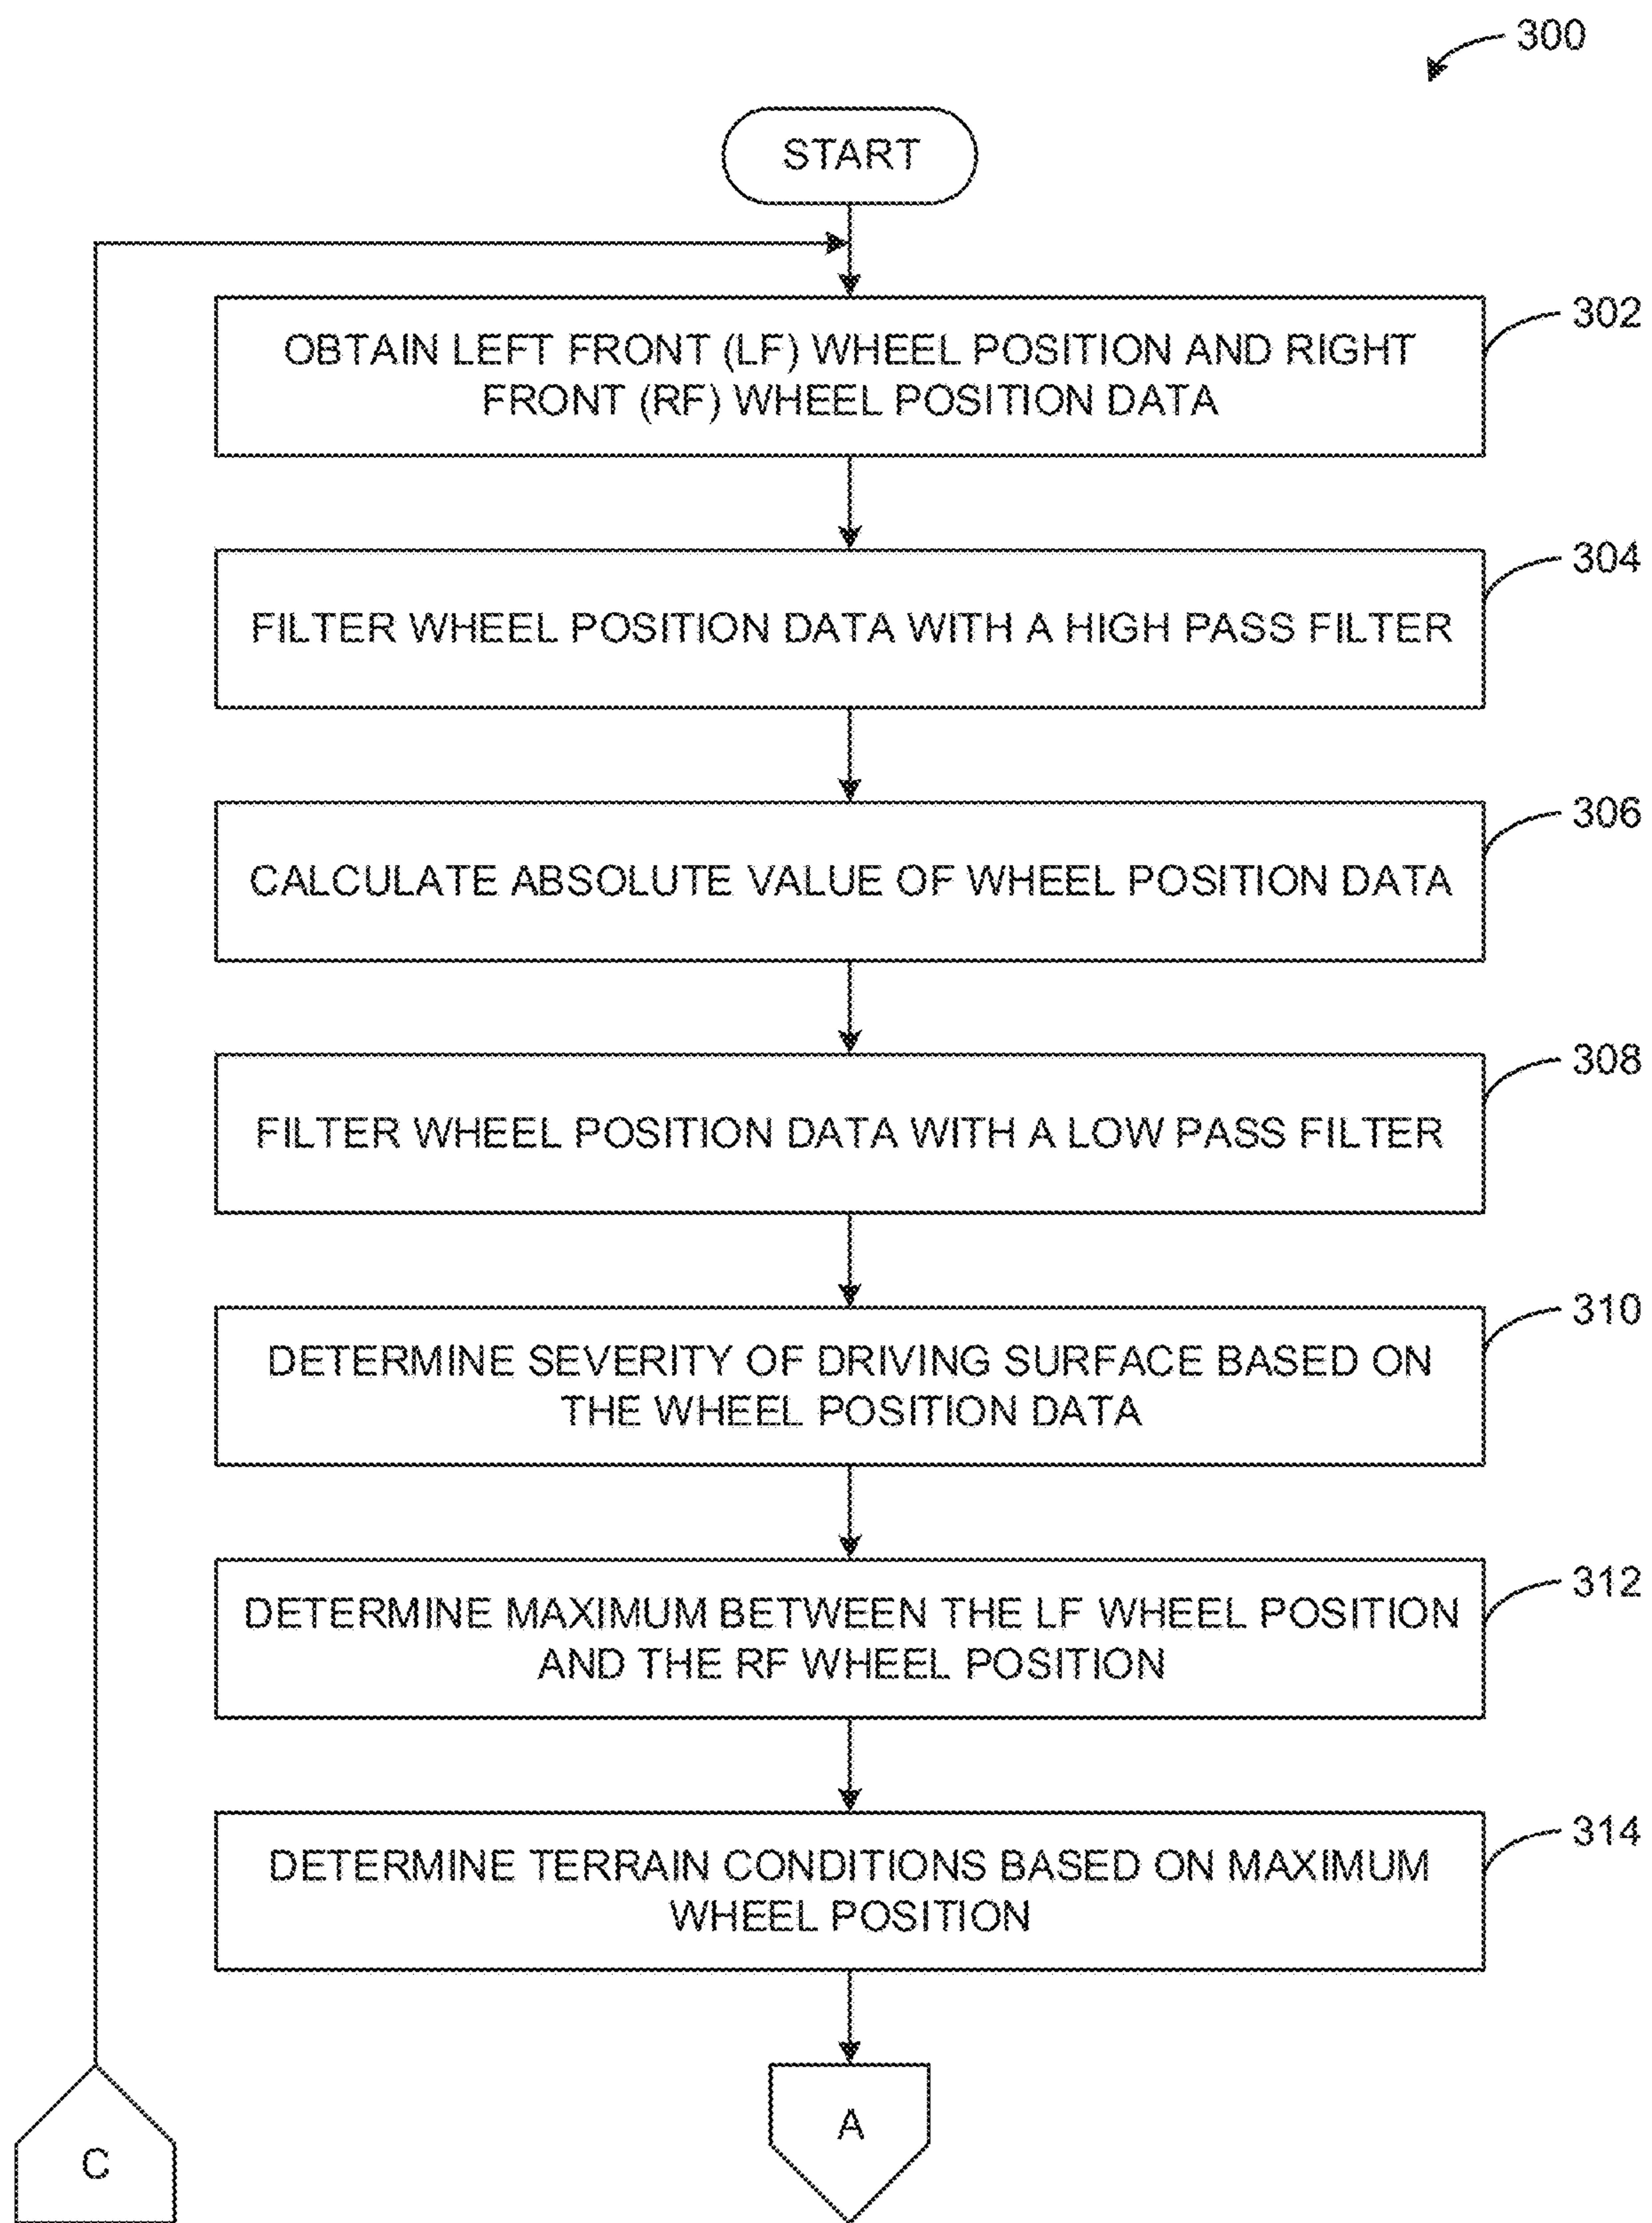 300
START
302
OBTAIN LEFT FRONT (LF) WHEEL POSITION AND RIGHT
FRONT (RF) WHEEL POSITION DATA
304
FILTER WHEEL POSITION DATA WITH A HIGH PASS FILTER
306
CALCULATE ABSOLUTE VALUE OF WHEEL POSITION DATA
308
FILTER WHEEL POSITION DATA WITH A LOW PASS FILTER
310
DETERMINE SEVERITY OF DRIVING SURFACE BASED ON
THE WHEEL POSITION DATA
312
DETERMINE MAXIMUM BETWEEN THE LF WHEEL POSITION
AND THE RF WHEEL POSITION
314
DETERMINE TERRAIN CONDITIONS BASED ON MAXIMUM
WHEEL POSITION
A
C